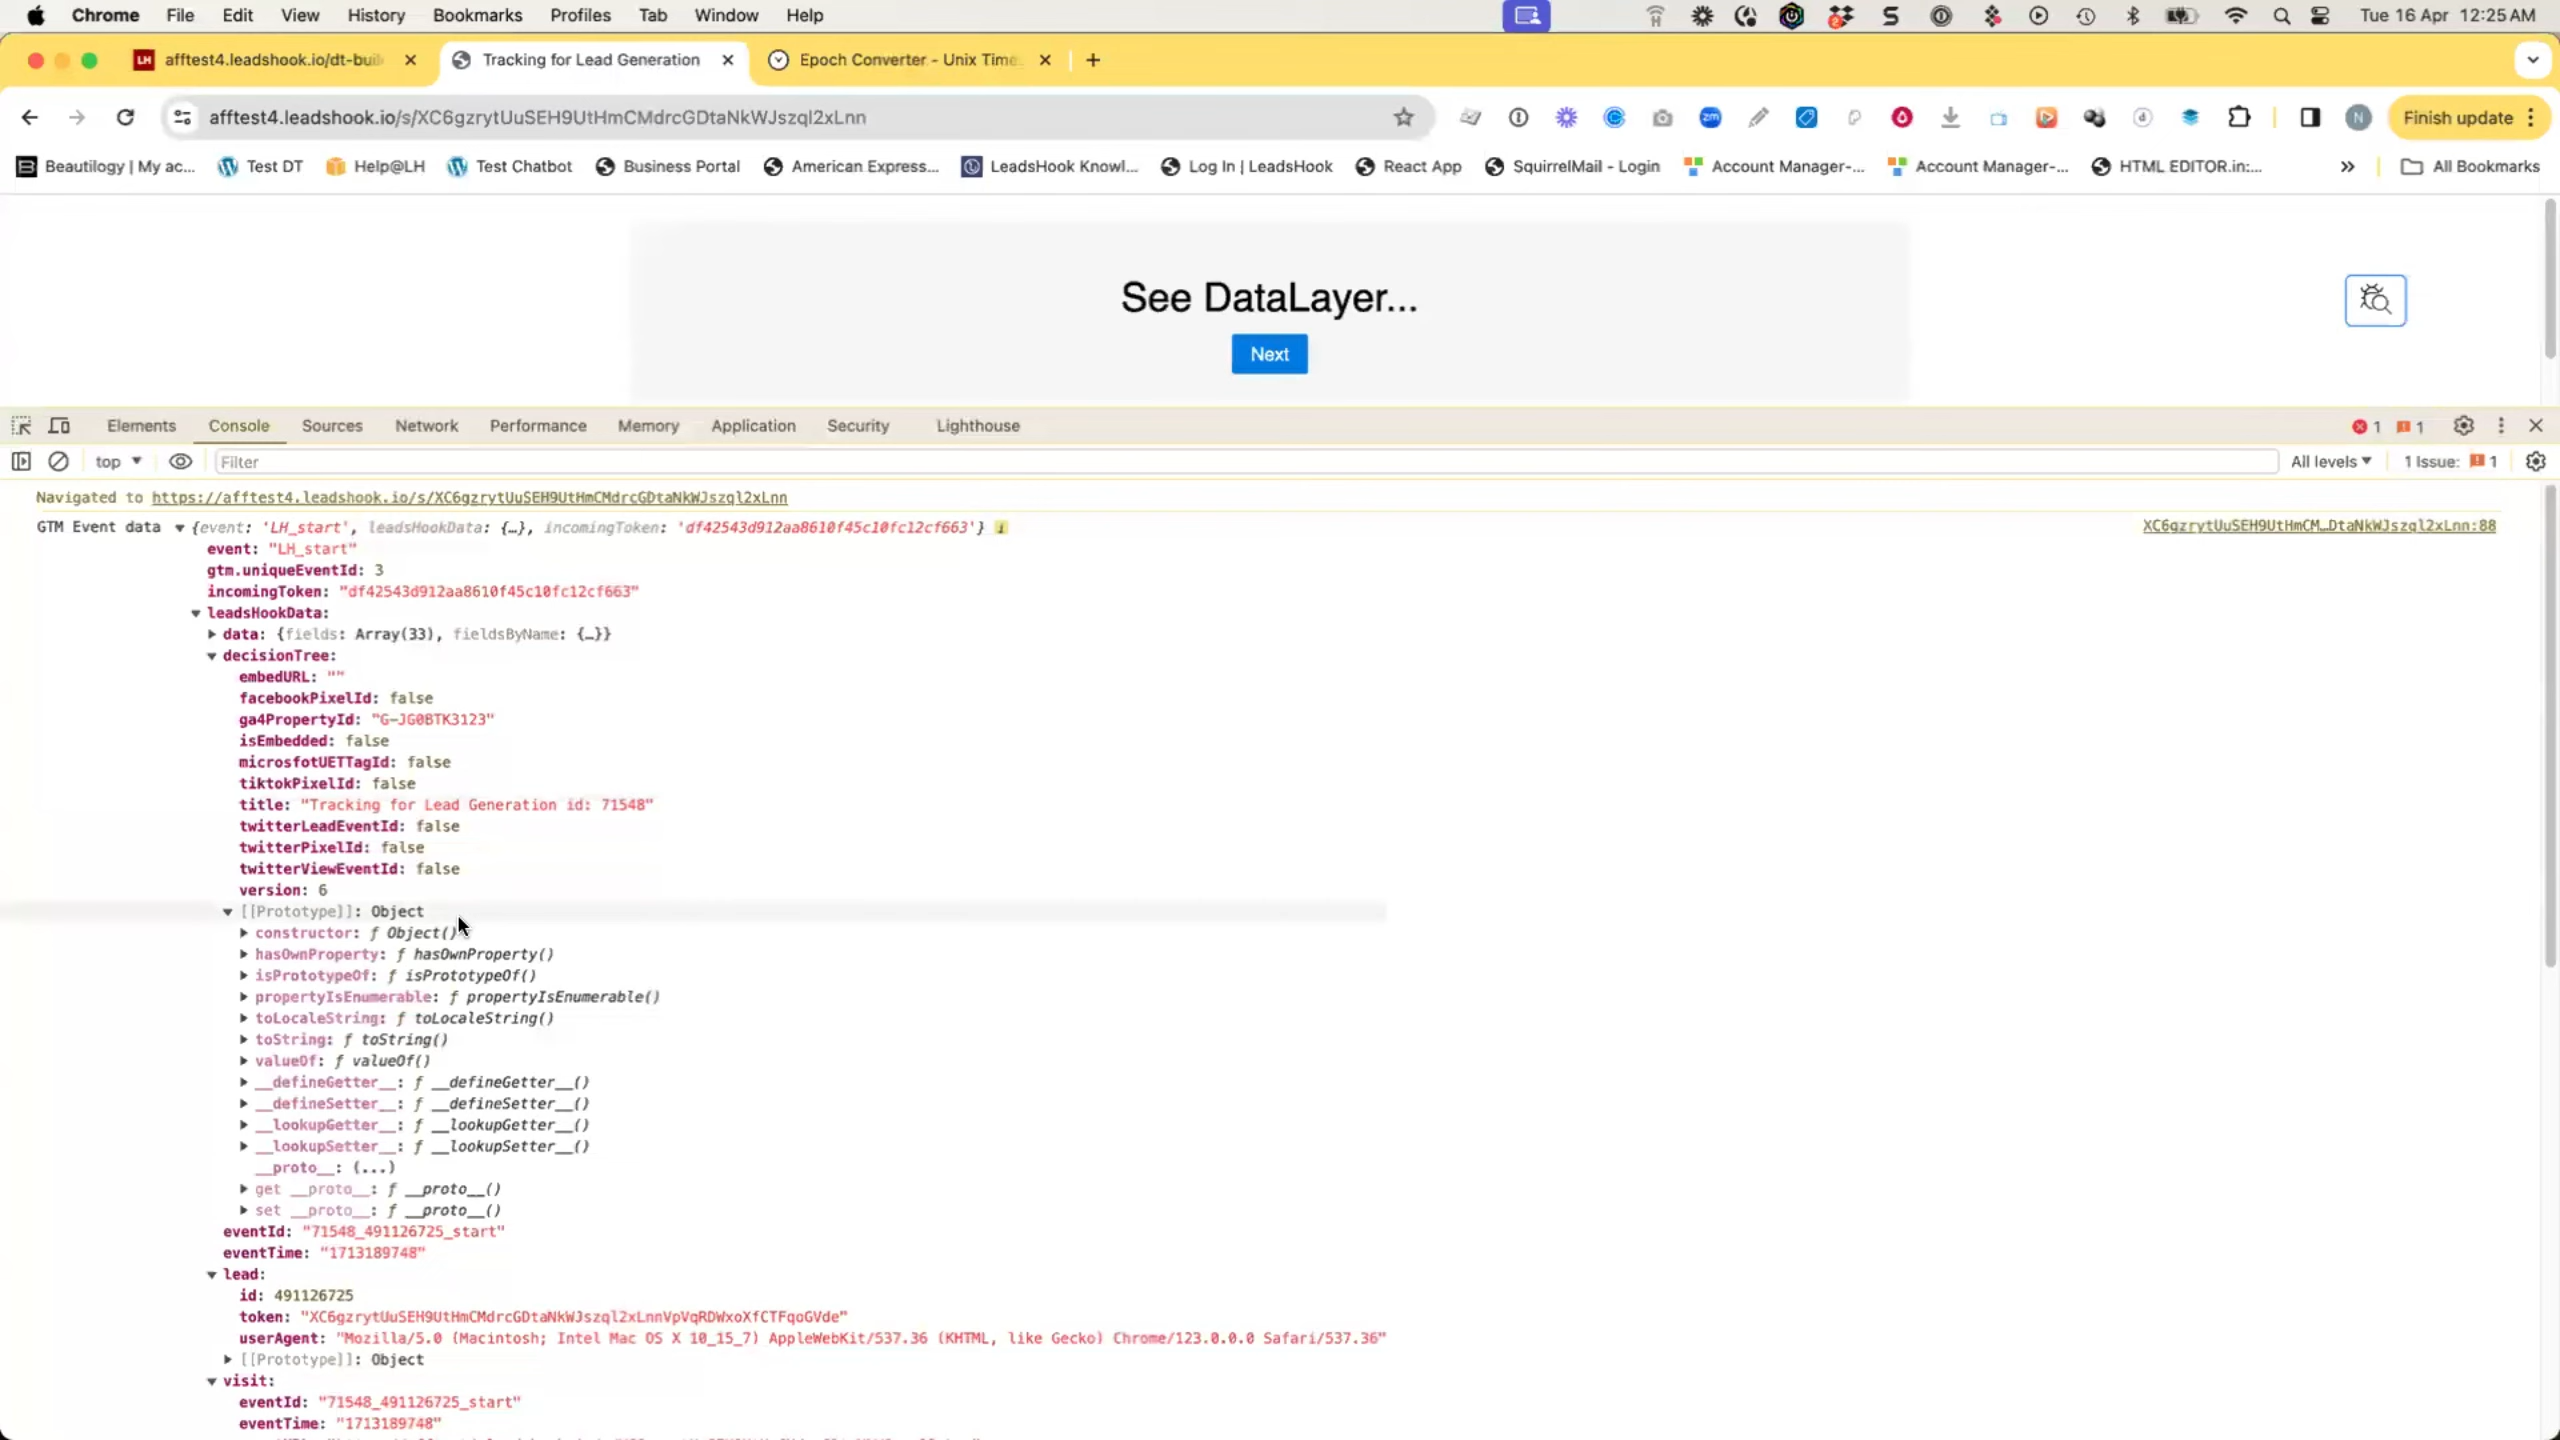 Chrome File Edit View History Bookmarks Profiles Tab Window Help Tue 16 Apr 12:25 AM
LH afftest4.leadshook.io/dt-buil Tracking for Lead Generation Epoch Converter - Unix Time
afftest4.leadshook.io/s/XC6gzrytUuSEH9UtHmCMdrcGDtaNkWJszql2xLnn zm N Finish update
Beautilogy | My ac... Test DT Help@LH Test Chatbot Business Portal American Express... LeadsHook Knowl... Log In | LeadsHook React App SquirrelMail - Login Account Manager-... Account Manager-... HTML EDITOR.in:... » All Bookmarks
See DataLayer...
Next
Elements Console Sources Network Performance Memory Application Security Lighthouse 1 1
top Filter All levels 1 Issue: 1
Navigated to https://afftest4.leadshook.io/s/XC6gzrytUuSEH9UtHmCMdrcGDtaNkWJszql2xLnn
GTM Event data {event: 'LH_start', leadsHookData: {…}, incomingToken: 'df42543d912aa8610f45c10fc12cf663'} i XC6gzrytUuSEH9UtHmCM…DtaNkWJszql2xLnn:88
event: "LH_start"
gtm.uniqueEventId: 3
incomingToken: "df42543d912aa8610f45c10fc12cf663"
leadsHookData:
data: {fields: Array(33), fieldsByName: {…}}
decisionTree:
embedURL: ""
facebookPixelId: false
ga4PropertyId: "G-JG0BTK3123"
isEmbedded: false
microsfotUETTagId: false
tiktokPixelId: false
title: "Tracking for Lead Generation id: 71548"
twitterLeadEventId: false
twitterPixelId: false
twitterViewEventId: false
version: 6
[[Prototype]]: Object
constructor: ƒ Object()
hasOwnProperty: ƒ hasOwnProperty()
isPrototypeOf: ƒ isPrototypeOf()
propertyIsEnumerable: ƒ propertyIsEnumerable()
toLocaleString: ƒ toLocaleString()
toString: ƒ toString()
valueOf: ƒ valueOf()
__defineGetter__: ƒ __defineGetter__()
__defineSetter__: ƒ __defineSetter__()
__lookupGetter__: ƒ __lookupGetter__()
__lookupSetter__: ƒ __lookupSetter__()
__proto__: (...)
get __proto__: ƒ __proto__()
set __proto__: ƒ __proto__()
eventId: "71548_491126725_start"
eventTime: "1713189748"
lead:
id: 491126725
token: "XC6gzrytUuSEH9UtHmCMdrcGDtaNkWJszql2xLnnVpVqRDWxoXfCTFqoGVde"
userAgent: "Mozilla/5.0 (Macintosh; Intel Mac OS X 10_15_7) AppleWebKit/537.36 (KHTML, like Gecko) Chrome/123.0.0.0 Safari/537.36"
[[Prototype]]: Object
visit:
eventId: "71548_491126725_start"
eventTime: "1713189748"